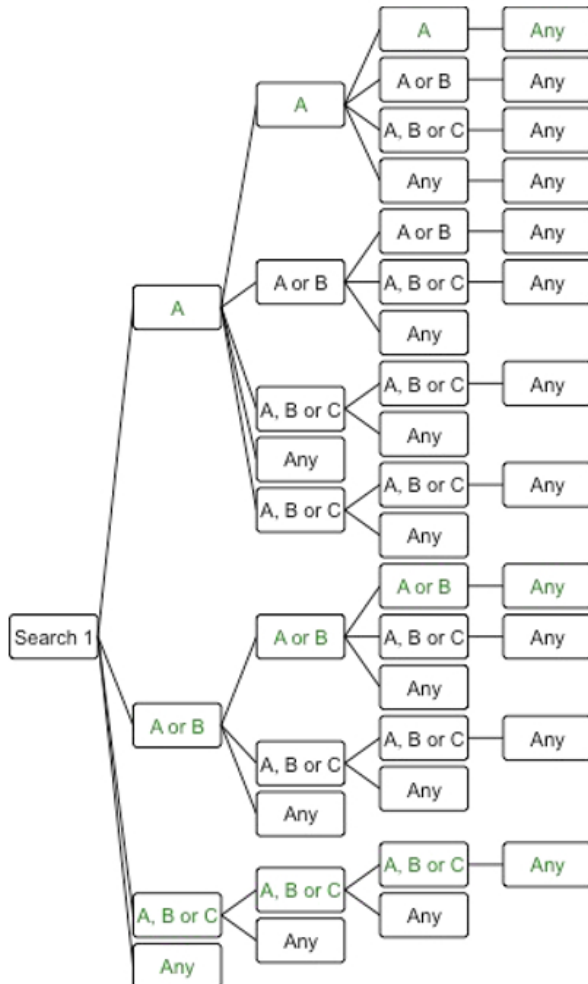 A Any
A or B Any
A
A, B or C Any
Any Any
A or B Any
A or B A, B or C Any
A
Any
A, B or C Any
A, B or C
Any
Any
A, B or C Any
A, B or C
Any
A or B Any
Search 1 A or B A, B or C Any
Any
A or B A, B or C Any
A, B or C
Any
Any
A, B or C Any
A, B or C
A, B or C Any
Any
Any